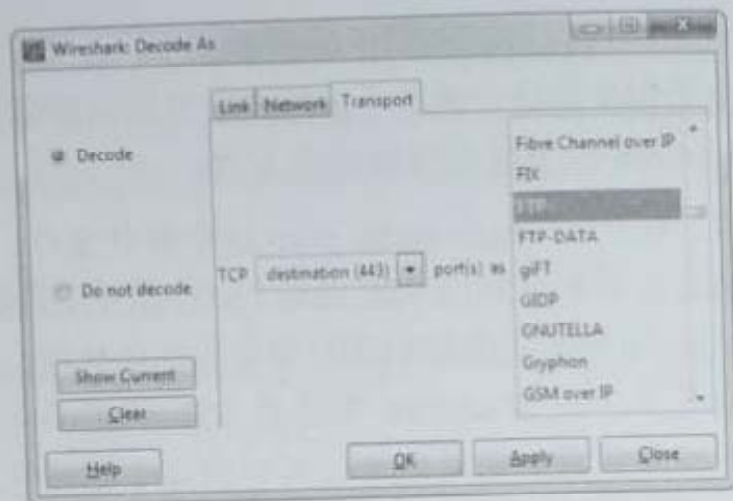 Wireshark: Decode As
Link Network Transport
Decode
Do not decode
Show Current
Clear
TCP destination (443) port(s) as
Fibre Channel over IP
FIX
FTP
FTP-DATA
giFT
GIOP
GNUTELLA
Gryphon
GSM over IP
Help
OK
Apply
Close